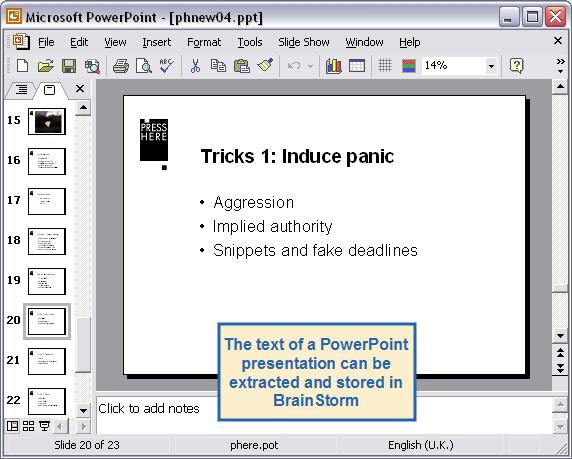 Microsoft PowerPoint - [phnew04.ppt]
File Edit View Insert Format Tools Slide Show Window Help
14%
15
16
17
18
19
20
21
22
PRESS
HERE
Tricks 1: Induce panic
• Aggression
• Implied authority
• Snippets and fake deadlines
The text of a PowerPoint
presentation can be
extracted and stored in
BrainStorm
Click to add notes
Slide 20 of 23 phere.pot English (U.K.)